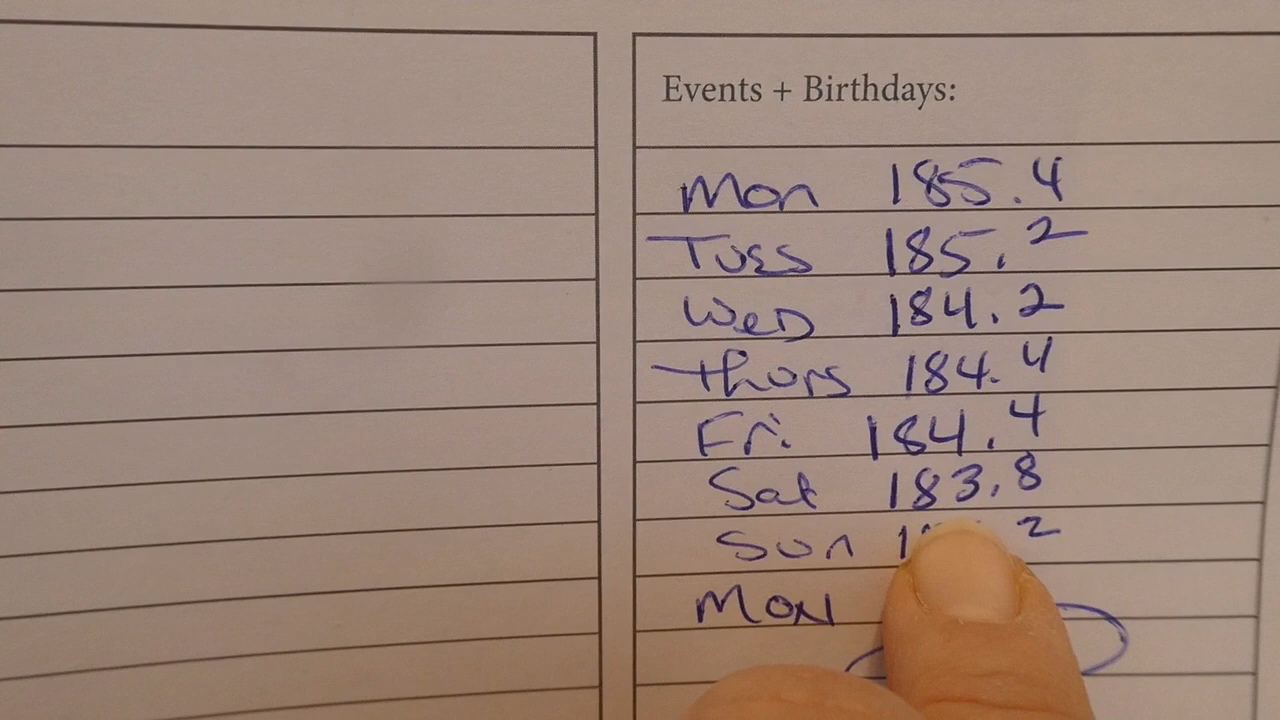 Events + Birthdays:
Mon 185.4
Tues 185.2
Wed 184.2
Thurs 184.4
Fri. 184.4
Sat 183.8
Sun
Mon